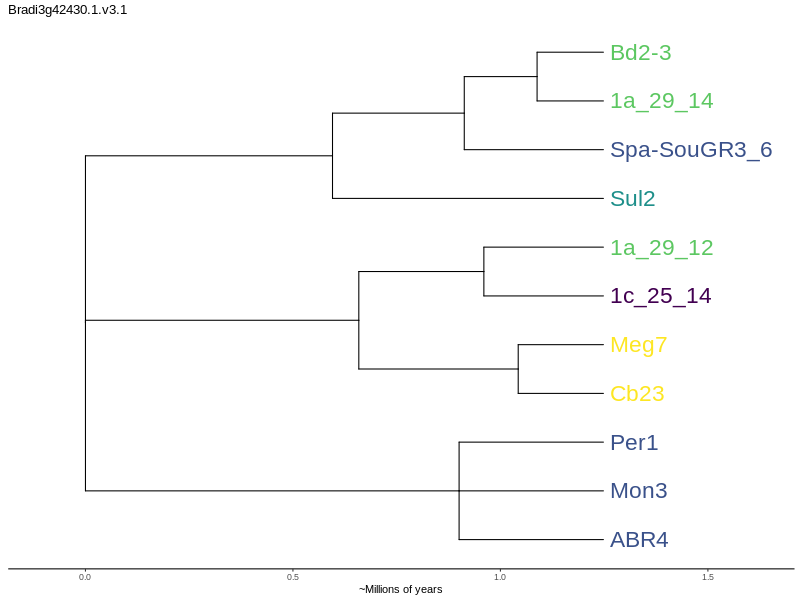 Bradi3g42430.1.v3.1
Bd2-3
1a_29_14
Spa-SouGR3_6
Sul2
1a_29_12
1c_25_14
Meg7
Cb23
Per1
Mon3
ABR4
0.0 0.5 1.0 1.5
~Millions of years